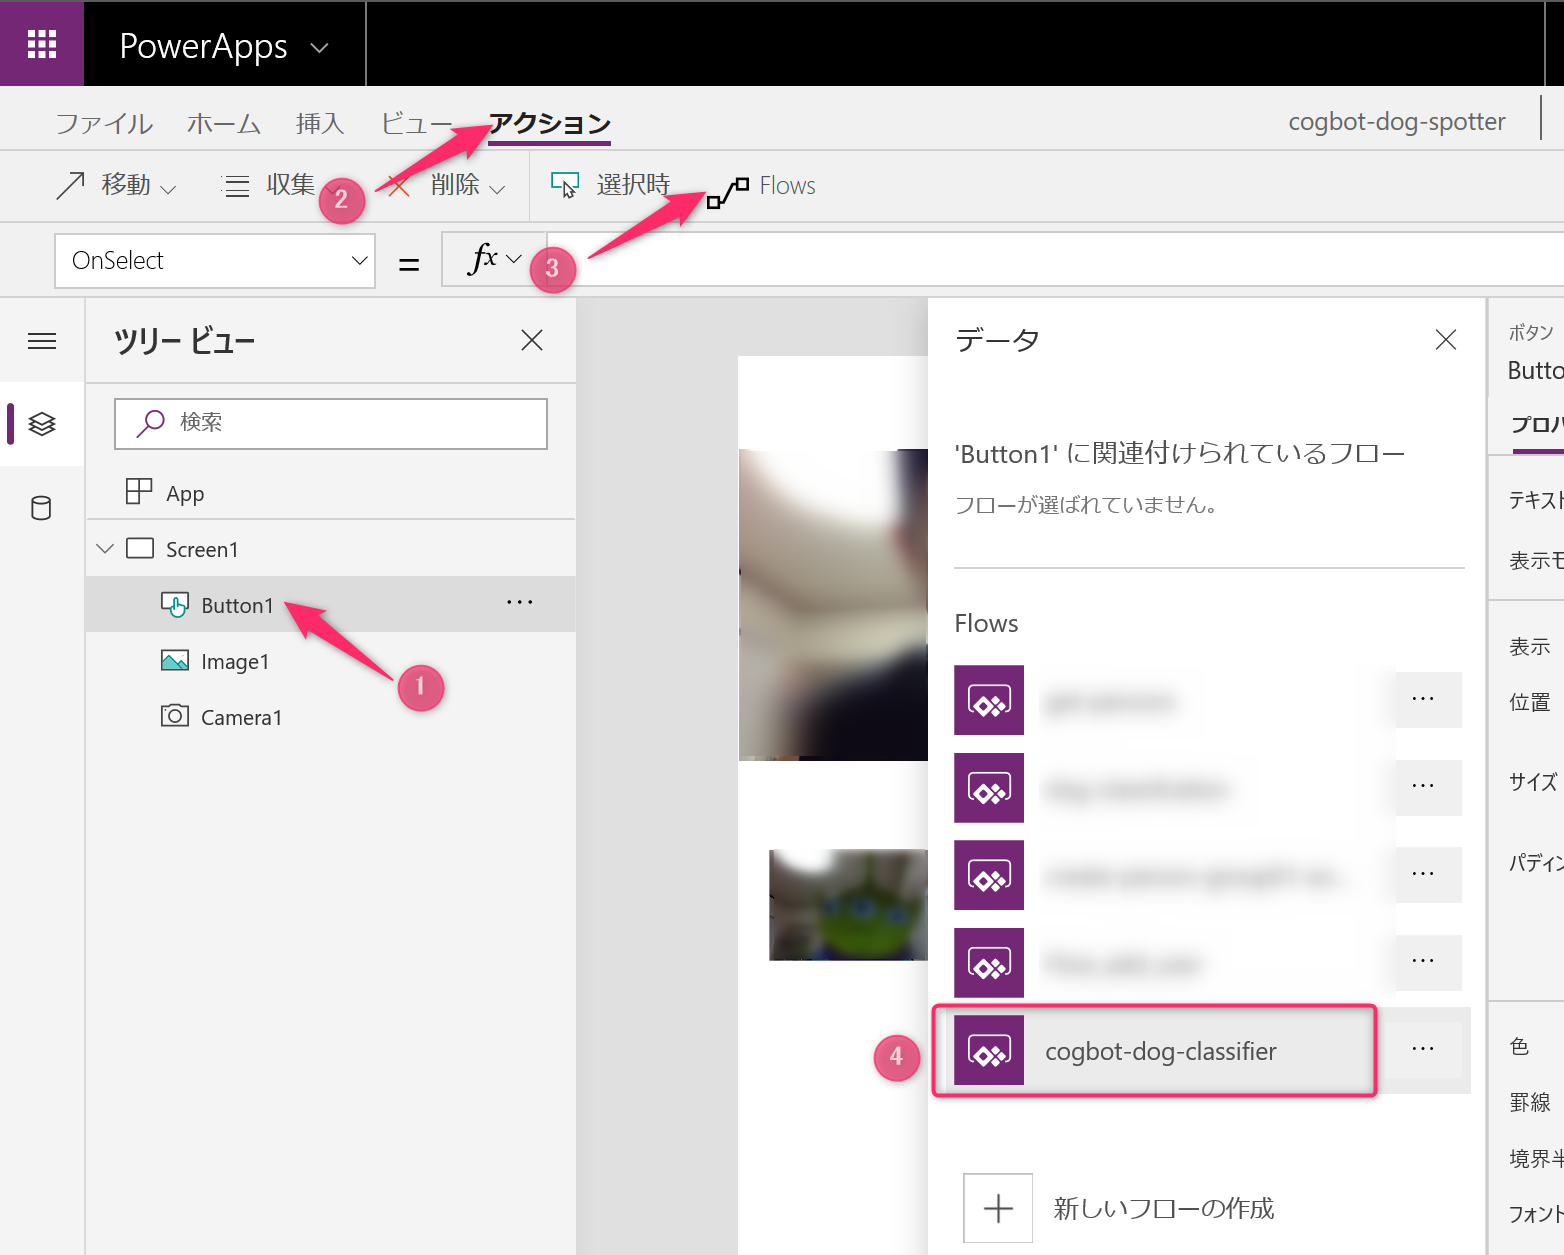 PowerApps
ファイル ホーム 挿入 ビュー アクション
cogbot-dog-spotter
移動 収集 削除 選択時 Flows
2
OnSelect = fx
3
ツリー ビュー
検索
App
Screen1
Button1 ...
Image1
1
Camera1
データ
'Button1' に関連付けられているフロー
フローが選ばれていません。
Flows
...
...
...
...
4
cogbot-dog-classifier ...
新しいフローの作成
ボタン
Butto
プロパ
テキスト
表示モ
表示
位置
サイズ
パディン
色
罫線
境界半
フォント